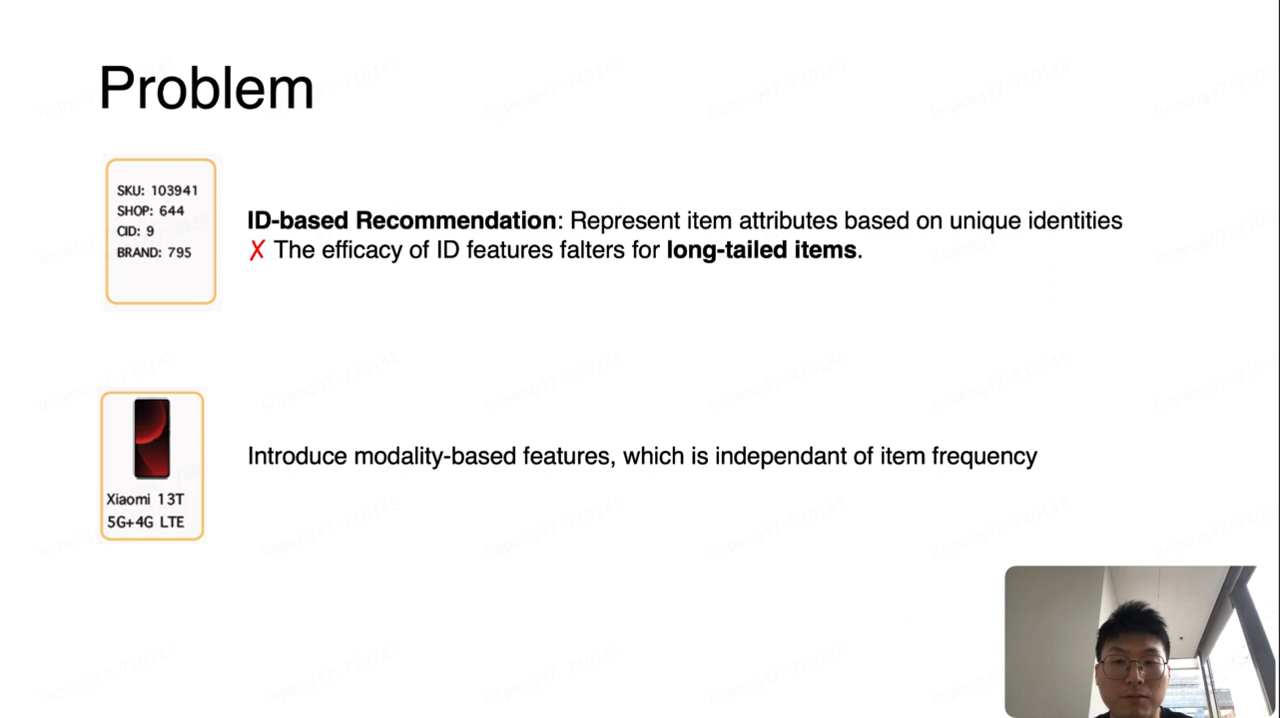 Problem
SKU: 103941
SHOP: 644
CID: 9
BRAND: 795
ID-based Recommendation: Represent item attributes based on unique identities
✗ The efficacy of ID features falters for long-tailed items.
Xiaomi 13T
5G+4G LTE
Introduce modality-based features, which is independant of item frequency